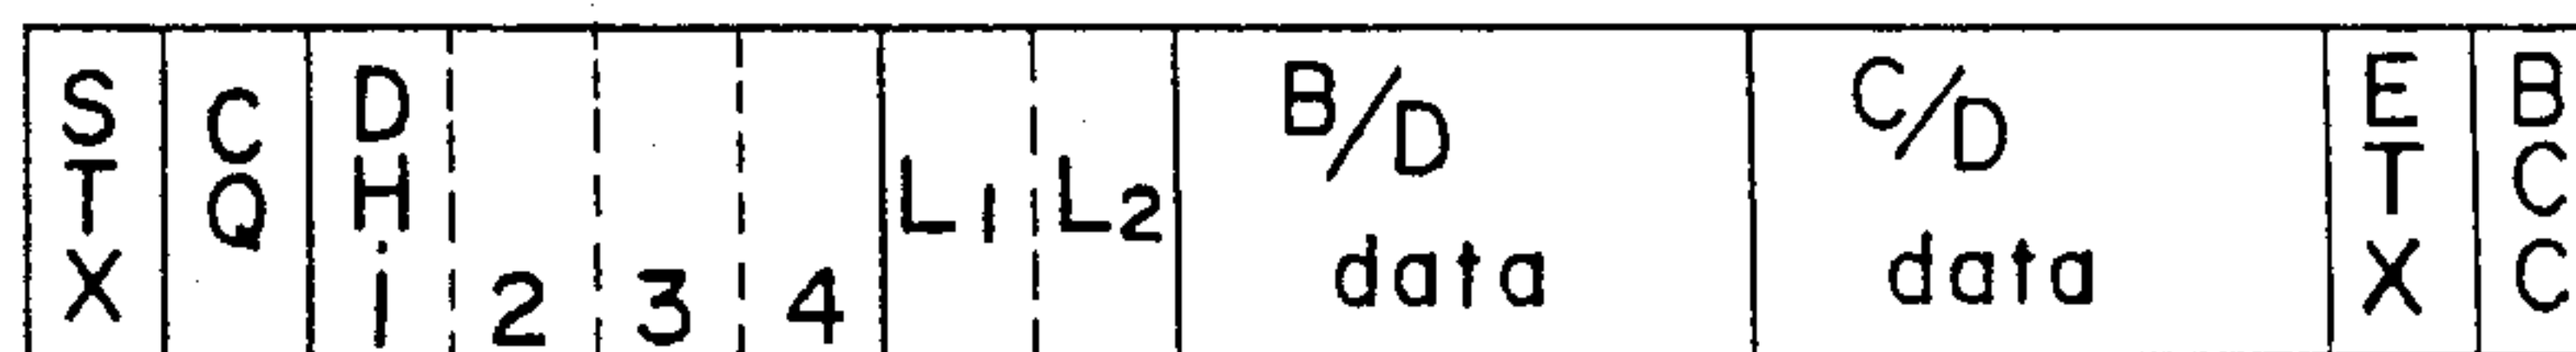 STX
CQ
DH1
2
3
4
L1
L2
B/D data
C/D data
ETX
BCC